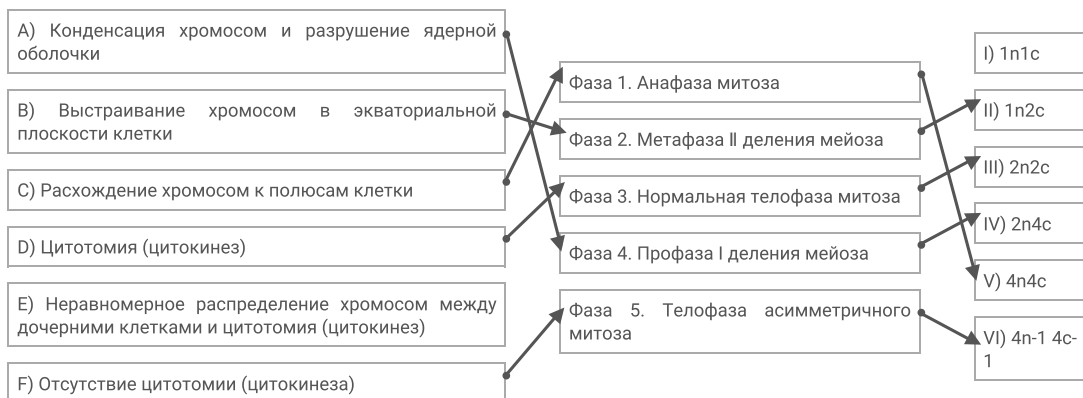 A) Конденсация хромосом и разрушение ядерной
оболочки
B) Выстраивание хромосом в экваториальной
плоскости клетки
C) Расхождение хромосом к полюсам клетки
D) Цитотомия (цитокинез)
E) Неравномерное распределение хромосом между
дочерними клетками и цитотомия (цитокинез)
F) Отсутствие цитотомии (цитокинеза)
Фаза 1. Анафаза митоза
Фаза 2. Метафаза II деления мейоза
Фаза 3. Нормальная телофаза митоза
Фаза 4. Профаза I деления мейоза
Фаза 5. Телофаза асимметричного
митоза
I) 1n1c
II) 1n2c
III) 2n2c
IV) 2n4c
V) 4n4c
VI) 4n-1 4c-
1